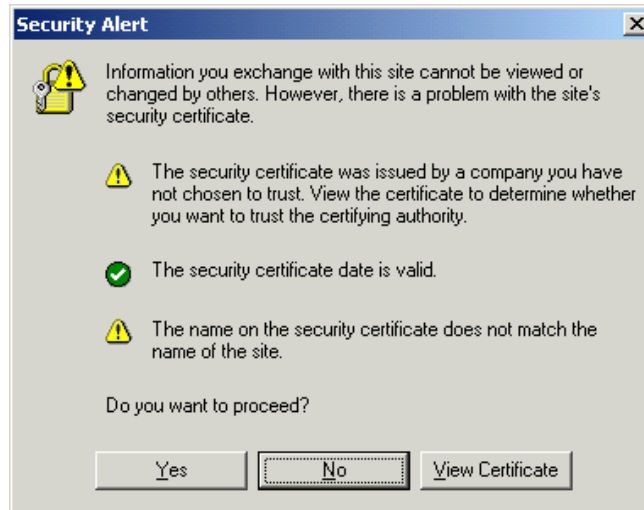 Security Alert
Information you exchange with this site cannot be viewed or
changed by others. However, there is a problem with the site's
security certificate.
The security certificate was issued by a company you have
not chosen to trust. View the certificate to determine whether
you want to trust the certifying authority.
The security certificate date is valid.
The name on the security certificate does not match the
name of the site.
Do you want to proceed?
Yes No View Certificate